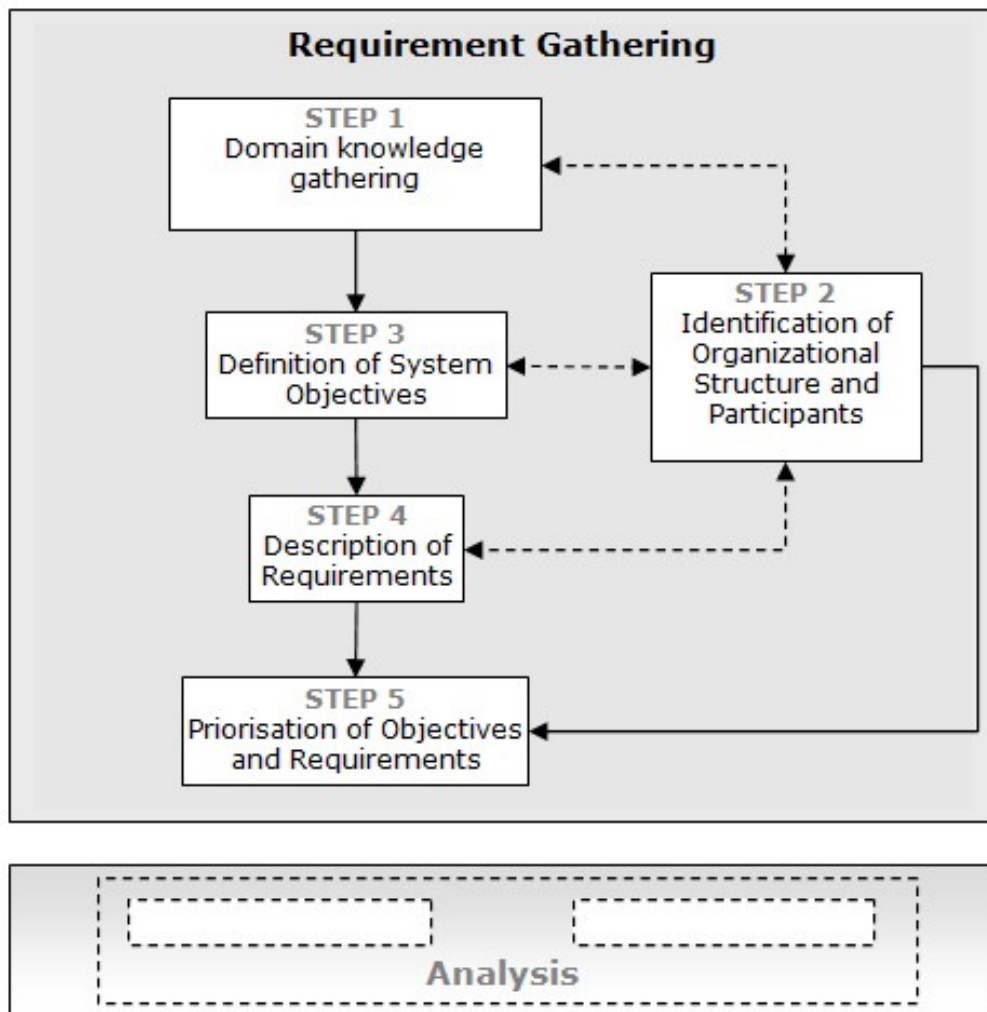 Requirement Gathering
STEP 1
Domain knowledge
gathering
STEP 2
Identification of
Organizational
Structure and
Participants
STEP 3
Definition of System
Objectives
STEP 4
Description of
Requirements
STEP 5
Priorisation of Objectives
and Requirements
Analysis